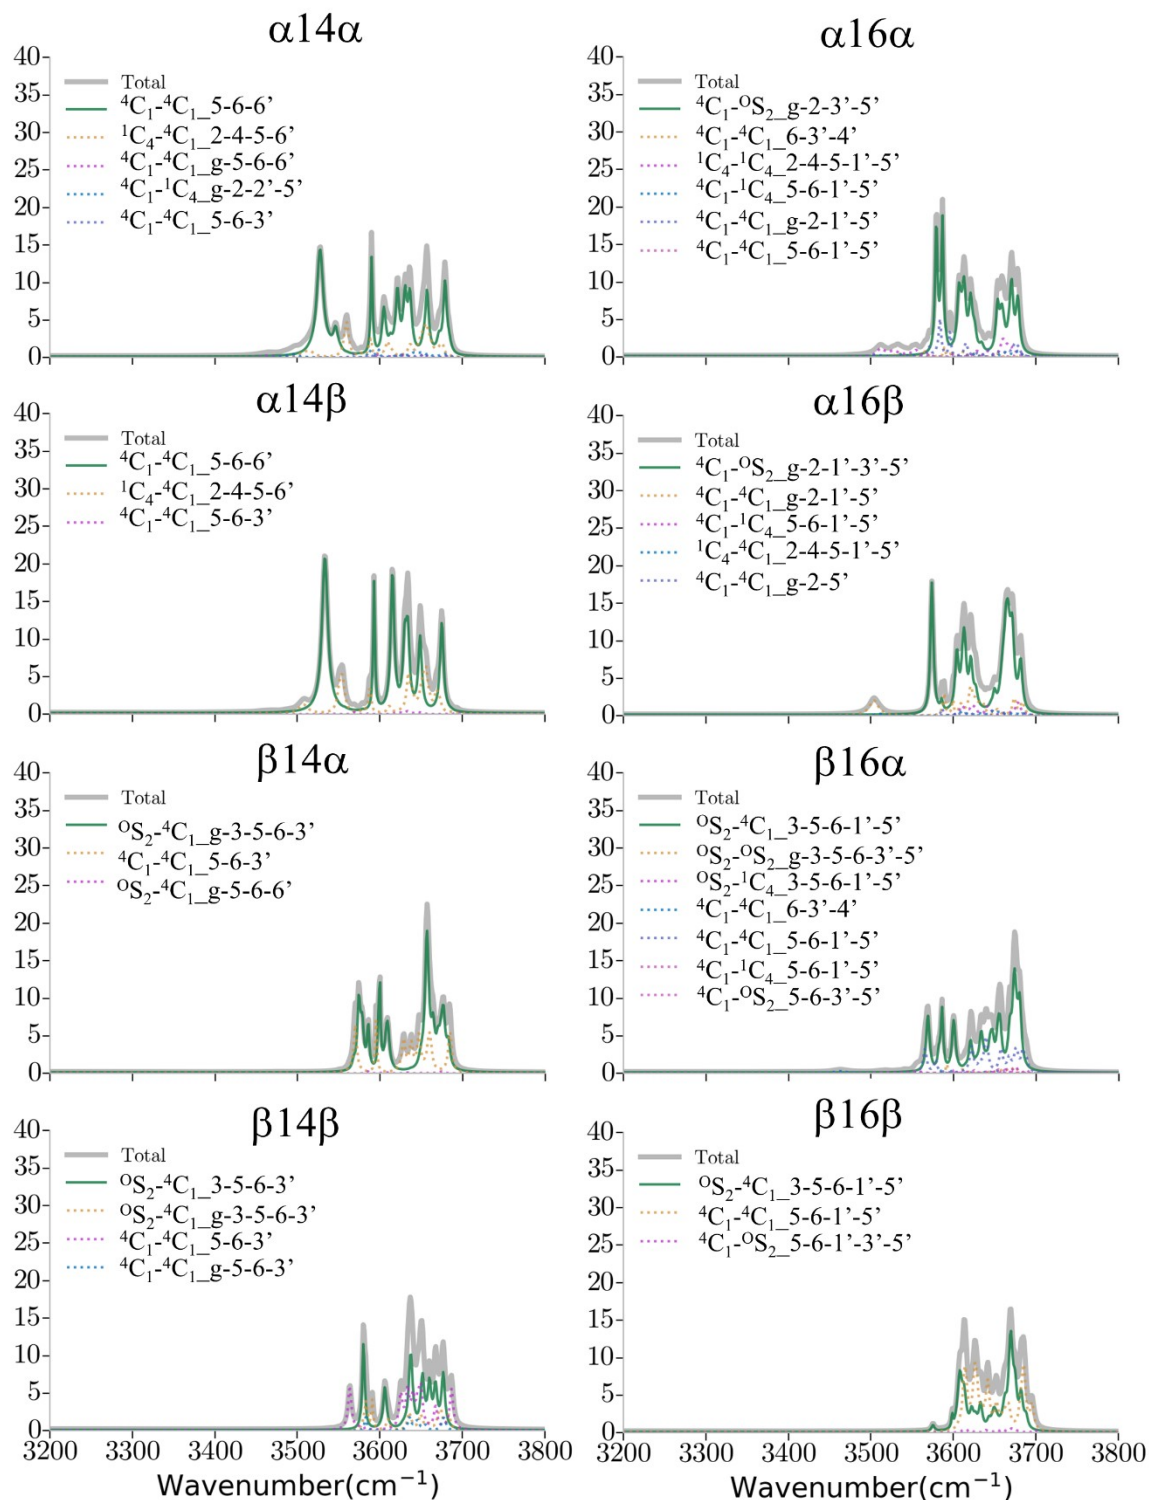 α14α
40
35
30
25
20
15
10
5
0
Total
⁴C₁-⁴C₁_5-6-6’
¹C₄-⁴C₁_2-4-5-6’
⁴C₁-⁴C₁_g-5-6-6’
⁴C₁-¹C₄_g-2-2’-5’
⁴C₁-⁴C₁_5-6-3’
α16α
40
35
30
25
20
15
10
5
0
Total
⁴C₁-ᴼS₂_g-2-3’-5’
⁴C₁-⁴C₁_6-3’-4’
¹C₄-¹C₄_2-4-5-1’-5’
⁴C₁-¹C₄_5-6-1’-5’
⁴C₁-⁴C₁_g-2-1’-5’
⁴C₁-⁴C₁_5-6-1’-5’
α14β
40
35
30
25
20
15
10
5
0
Total
⁴C₁-⁴C₁_5-6-6’
¹C₄-⁴C₁_2-4-5-6’
⁴C₁-⁴C₁_5-6-3’
α16β
40
35
30
25
20
15
10
5
0
Total
⁴C₁-ᴼS₂_g-2-1’-3’-5’
⁴C₁-⁴C₁_g-2-1’-5’
⁴C₁-¹C₄_5-6-1’-5’
¹C₄-⁴C₁_2-4-5-1’-5’
⁴C₁-⁴C₁_g-2-5’
β14α
40
35
30
25
20
15
10
5
0
Total
ᴼS₂-⁴C₁_g-3-5-6-3’
⁴C₁-⁴C₁_5-6-3’
ᴼS₂-⁴C₁_g-5-6-6’
β16α
40
35
30
25
20
15
10
5
0
Total
ᴼS₂-⁴C₁_3-5-6-1’-5’
ᴼS₂-ᴼS₂_g-3-5-6-3’-5’
ᴼS₂-¹C₄_3-5-6-1’-5’
⁴C₁-⁴C₁_6-3’-4’
⁴C₁-⁴C₁_5-6-1’-5’
⁴C₁-¹C₄_5-6-1’-5’
⁴C₁-ᴼS₂_5-6-3’-5’
β14β
40
35
30
25
20
15
10
5
0
Total
ᴼS₂-⁴C₁_3-5-6-3’
ᴼS₂-⁴C₁_g-3-5-6-3’
⁴C₁-⁴C₁_5-6-3’
⁴C₁-⁴C₁_g-5-6-3’
3200 3300 3400 3500 3600 3700 3800
Wavenumber(cm⁻¹)
β16β
40
35
30
25
20
15
10
5
0
Total
ᴼS₂-⁴C₁_3-5-6-1’-5’
⁴C₁-⁴C₁_5-6-1’-5’
⁴C₁-ᴼS₂_5-6-1’-3’-5’
3200 3300 3400 3500 3600 3700 3800
Wavenumber(cm⁻¹)